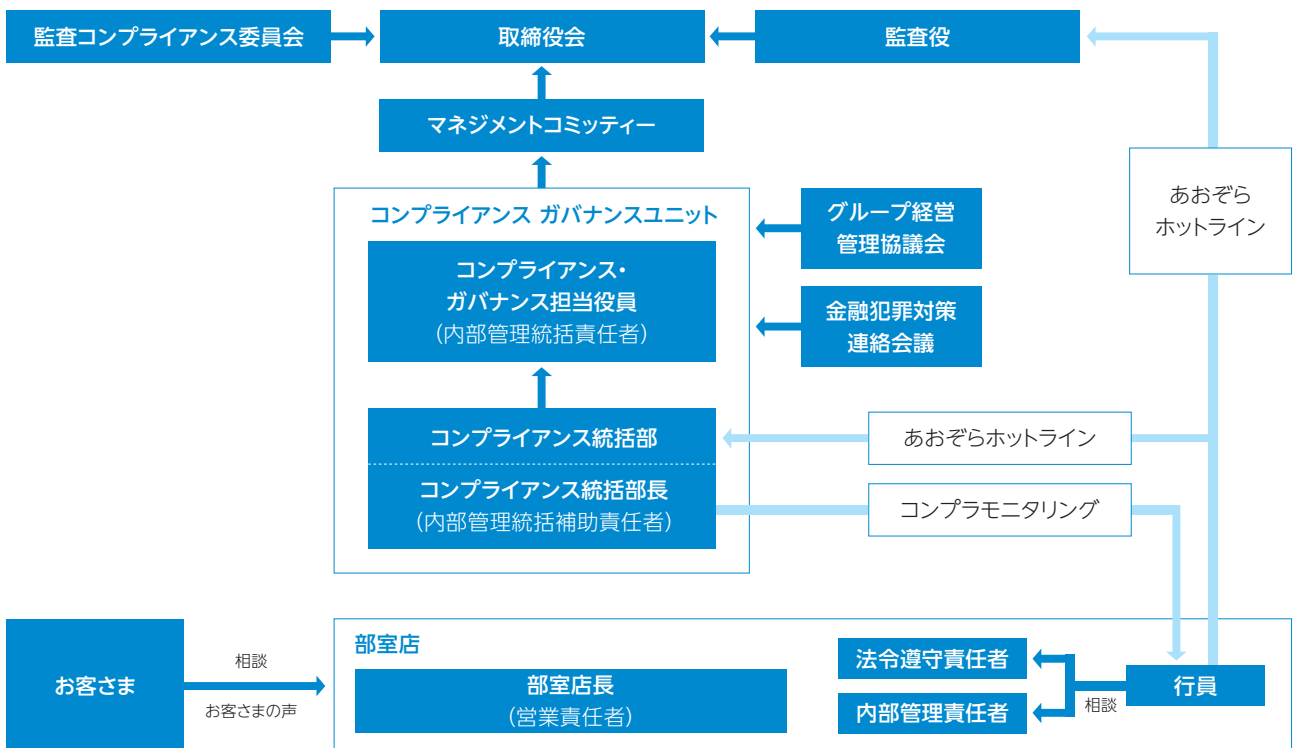 監査コンプライアンス委員会
取締役会
監査役
マネジメントコミッティー
あおぞら
ホットライン
コンプライアンス ガバナンスユニット
グループ経営
管理協議会
コンプライアンス・
ガバナンス担当役員
（内部管理統括責任者）
金融犯罪対策
連絡会議
コンプライアンス統括部
あおぞらホットライン
コンプライアンス統括部長
（内部管理統括補助責任者）
コンプラモニタリング
お客さま
相談
お客さまの声
部室店
部室店長
（営業責任者）
法令遵守責任者
内部管理責任者
相談
行員